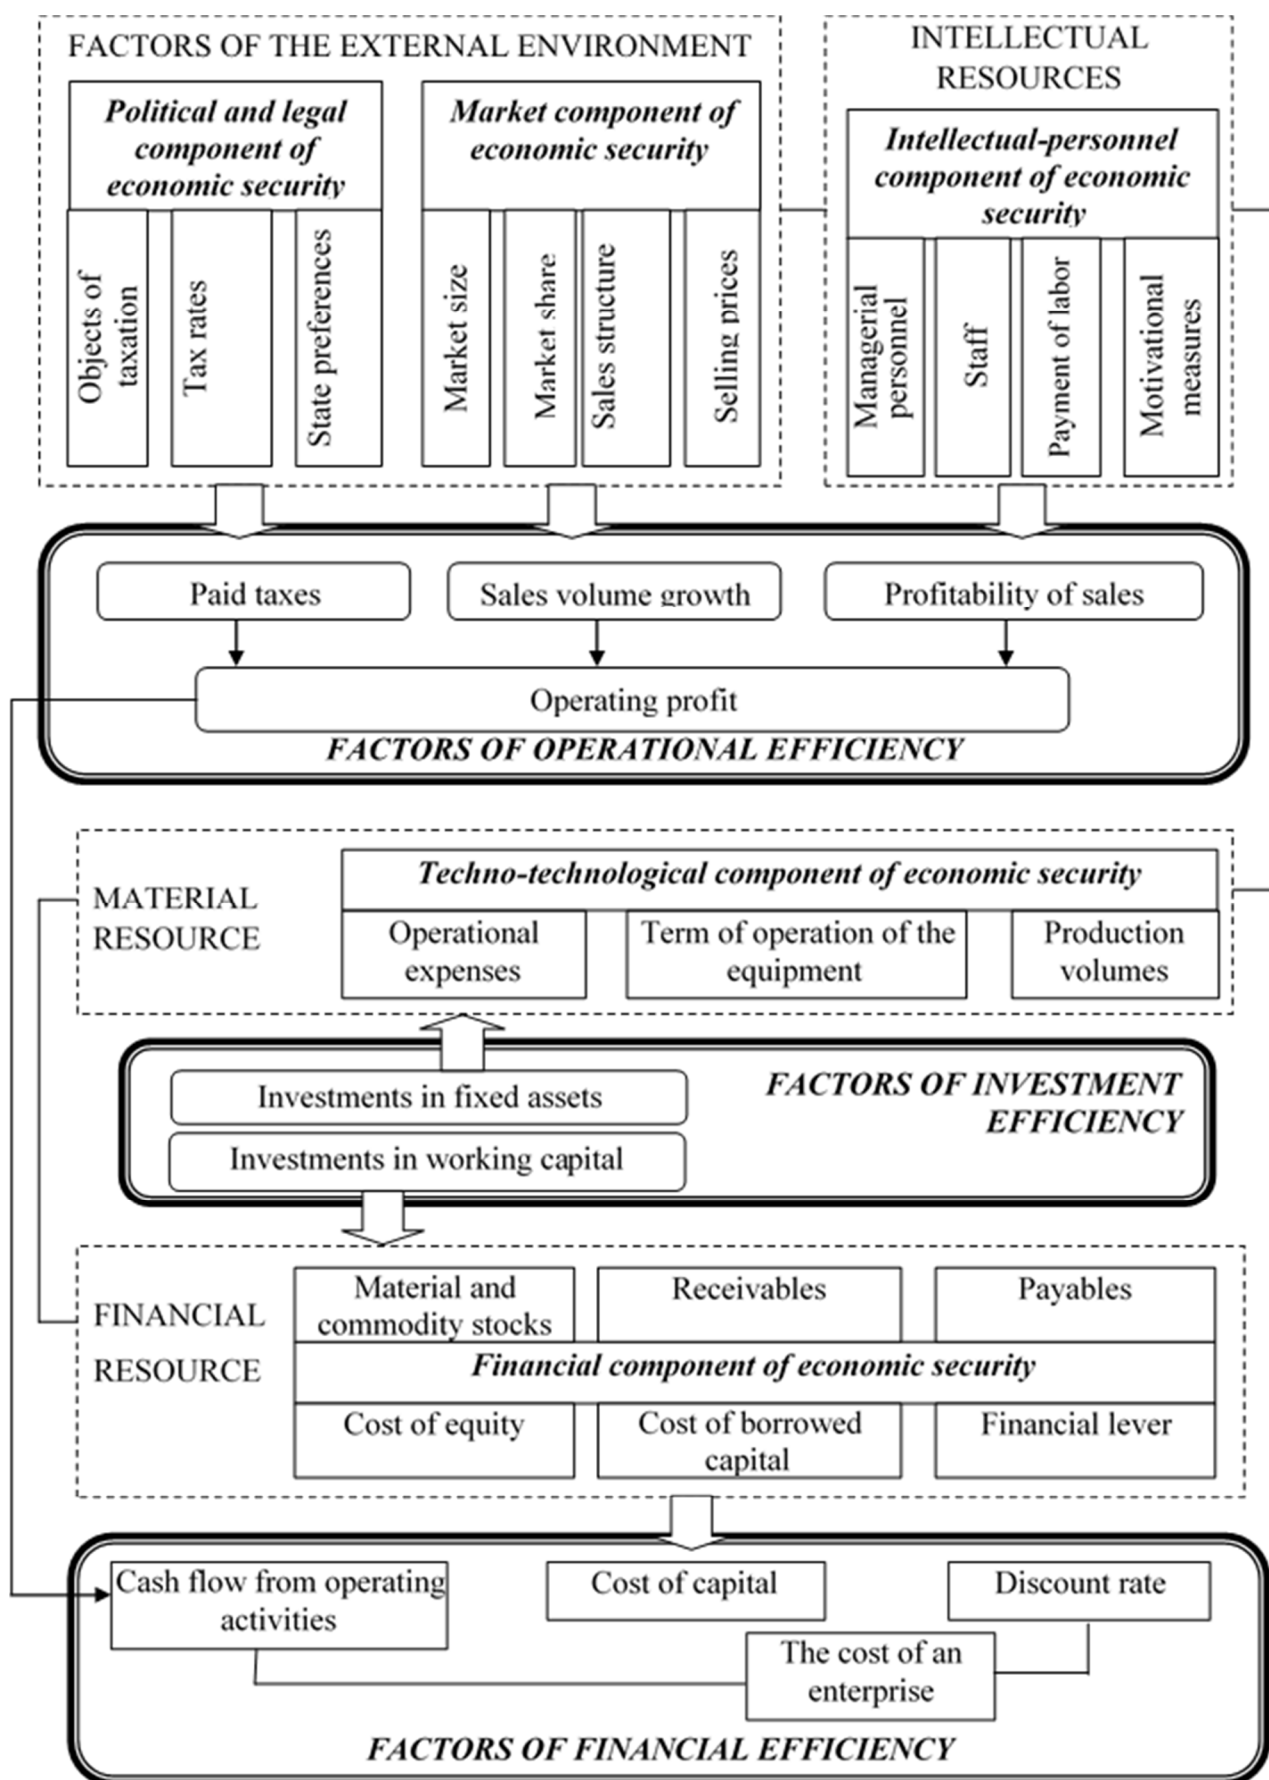 FACTORS OF THE EXTERNAL ENVIRONMENT
Political and legal
component of
economic security
Objects of
taxation
Tax rates
State preferences
Market component of
economic security
Market size
Market share
Sales structure
Selling prices
INTELLECTUAL
RESOURCES
Intellectual-personnel
component of economic
security
Managerial
personnel
Staff
Payment of labor
Motivational
measures
Paid taxes
Sales volume growth
Profitability of sales
Operating profit
FACTORS OF OPERATIONAL EFFICIENCY
MATERIAL
RESOURCE
Techno-technological component of economic security
Operational
expenses
Term of operation of the
equipment
Production
volumes
Investments in fixed assets
Investments in working capital
FACTORS OF INVESTMENT
EFFICIENCY
FINANCIAL
RESOURCE
Material and
commodity stocks
Receivables
Payables
Financial component of economic security
Cost of equity
Cost of borrowed
capital
Financial lever
Cash flow from operating
activities
Cost of capital
Discount rate
The cost of an
enterprise
FACTORS OF FINANCIAL EFFICIENCY